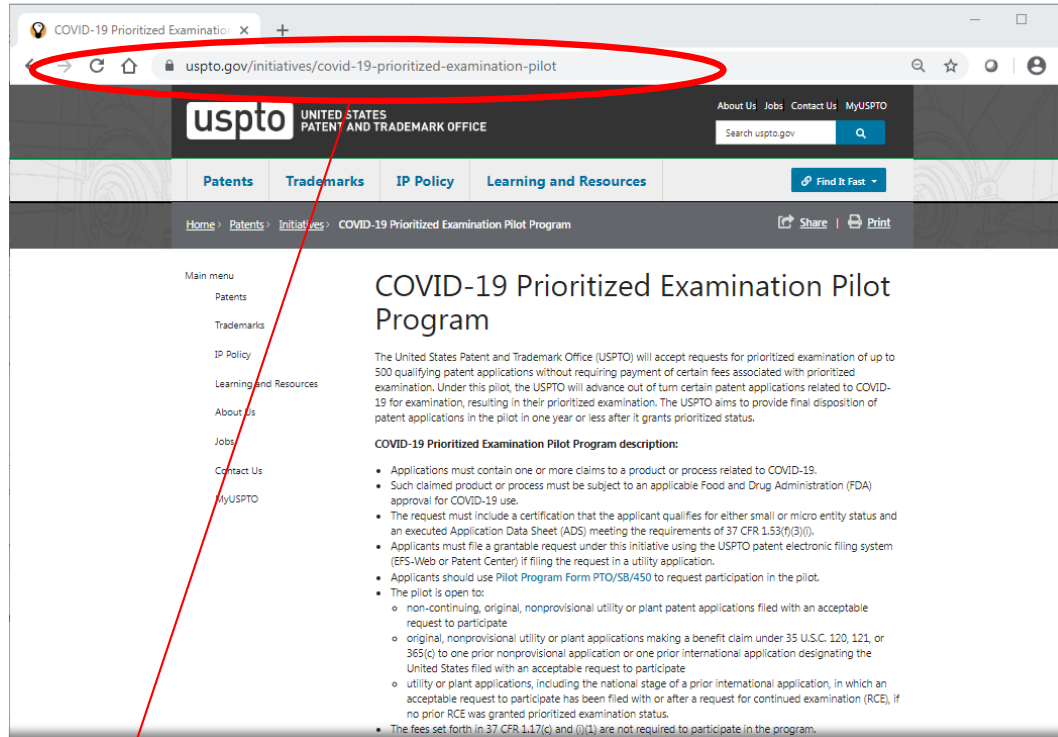 COVID-19 Prioritized Examination
uspto.gov/initiatives/covid-19-prioritized-examination-pilot
uspto UNITED STATES
PATENT AND TRADEMARK OFFICE
About Us Jobs Contact Us MyUSPTO
Search uspto.gov
Patents Trademarks IP Policy Learning and Resources Find It Fast
Home > Patents > Initiatives > COVID-19 Prioritized Examination Pilot Program Share | Print
Main menu
Patents
Trademarks
IP Policy
Learning and Resources
About Us
Jobs
Contact Us
MyUSPTO
COVID-19 Prioritized Examination Pilot
Program
The United States Patent and Trademark Office (USPTO) will accept requests for prioritized examination of up to
500 qualifying patent applications without requiring payment of certain fees associated with prioritized
examination. Under this pilot, the USPTO will advance out of turn certain patent applications related to COVID-
19 for examination, resulting in their prioritized examination. The USPTO aims to provide final disposition of
patent applications in the pilot in one year or less after it grants prioritized status.
COVID-19 Prioritized Examination Pilot Program description:
• Applications must contain one or more claims to a product or process related to COVID-19.
• Such claimed product or process must be subject to an applicable Food and Drug Administration (FDA)
approval for COVID-19 use.
• The request must include a certification that the applicant qualifies for either small or micro entity status and
an executed Application Data Sheet (ADS) meeting the requirements of 37 CFR 1.53(f)(3)(i).
• Applicants must file a grantable request under this initiative using the USPTO patent electronic filing system
(EFS-Web or Patent Center) if filing the request in a utility application.
• Applicants should use Pilot Program Form PTO/SB/450 to request participation in the pilot.
• The pilot is open to:
o non-continuing, original, nonprovisional utility or plant patent applications filed with an acceptable
request to participate
o original, nonprovisional utility or plant applications making a benefit claim under 35 U.S.C. 120, 121, or
365(c) to one prior nonprovisional application or one prior international application designating the
United States filed with an acceptable request to participate
o utility or plant applications, including the national stage of a prior international application, in which an
acceptable request to participate has been filed with or after a request for continued examination (RCE), if
no prior RCE was granted prioritized examination status.
• The fees set forth in 37 CFR 1.17(c) and (i)(1) are not required to participate in the program.